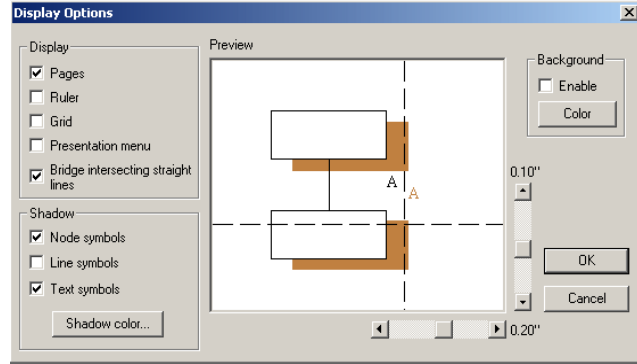 Display Options
Display
Pages
Ruler
Grid
Presentation menu
Bridge intersecting straight
lines
Shadow
Node symbols
Line symbols
Text symbols
Shadow color...
Preview
A
A
Background
Enable
Color
0.10"
0.20"
OK
Cancel